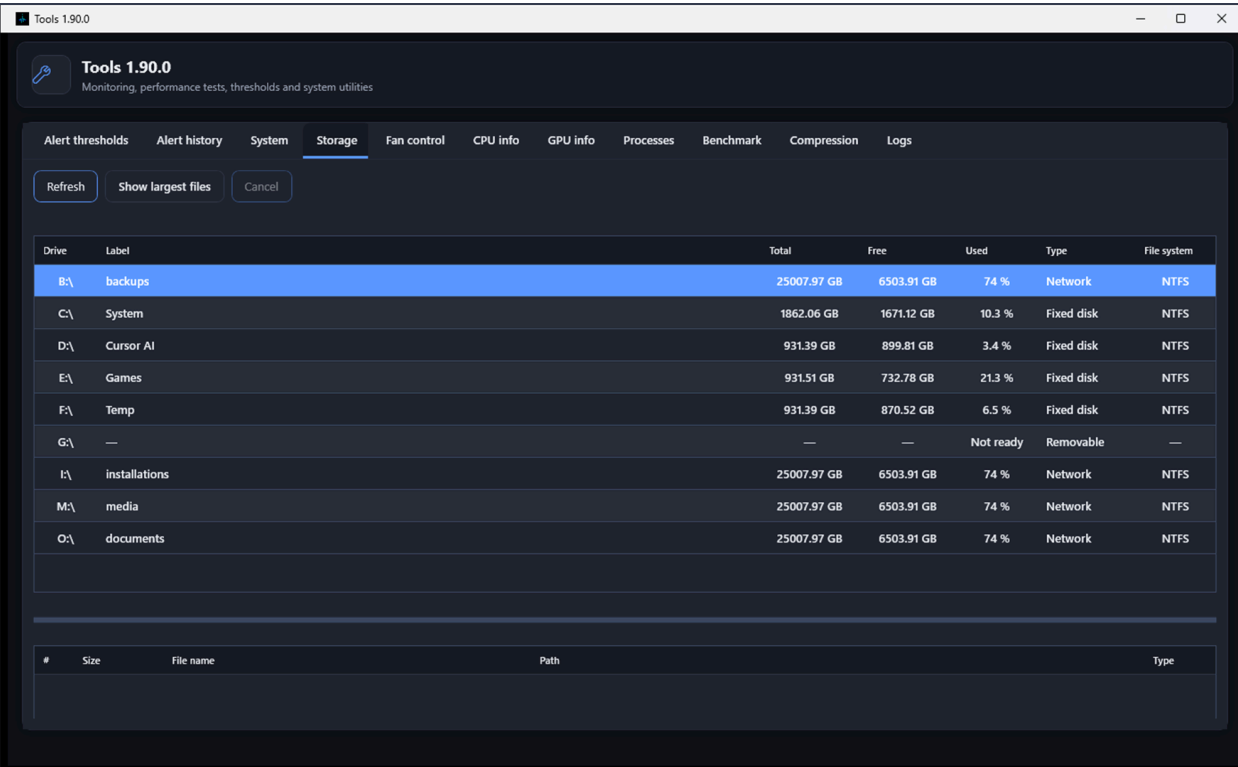 Tools 1.90.0
Tools 1.90.0
Monitoring, performance tests, thresholds and system utilities
Alert thresholds Alert history System Storage Fan control CPU info GPU info Processes Benchmark Compression Logs
Refresh Show largest files Cancel
Drive Label Total Free Used Type File system
B:\ backups 25007.97 GB 6503.91 GB 74 % Network NTFS
C:\ System 1862.06 GB 1671.12 GB 10.3 % Fixed disk NTFS
D:\ Cursor AI 931.39 GB 899.81 GB 3.4 % Fixed disk NTFS
E:\ Games 931.51 GB 732.78 GB 21.3 % Fixed disk NTFS
F:\ Temp 931.39 GB 870.52 GB 6.5 % Fixed disk NTFS
G:\ — — — Not ready Removable —
I:\ installations 25007.97 GB 6503.91 GB 74 % Network NTFS
M:\ media 25007.97 GB 6503.91 GB 74 % Network NTFS
O:\ documents 25007.97 GB 6503.91 GB 74 % Network NTFS
# Size File name Path Type